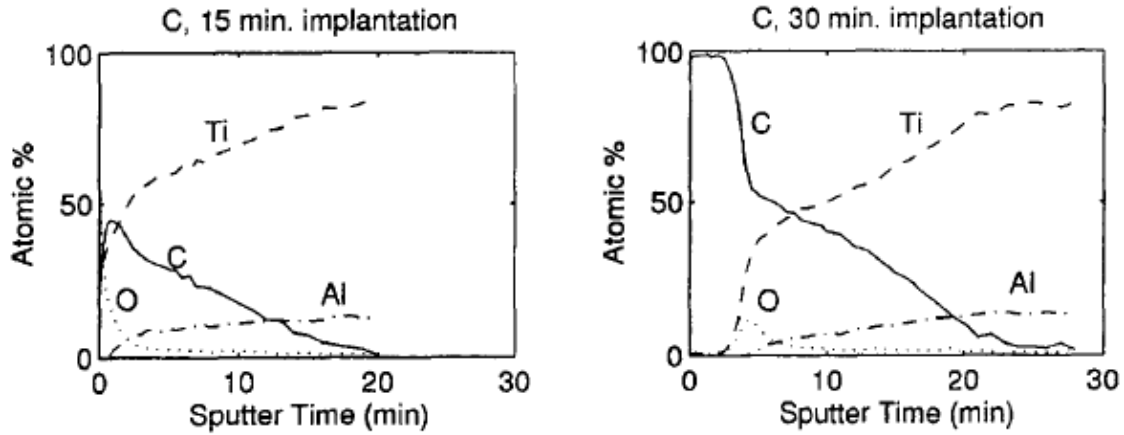 C, 15 min. implantation
C, 30 min. implantation
100
50
0
Atomic %
Ti
C
O
Al
0
10
20
30
Sputter Time (min)
100
50
0
Atomic %
C
Ti
O
Al
0
10
20
30
Sputter Time (min)